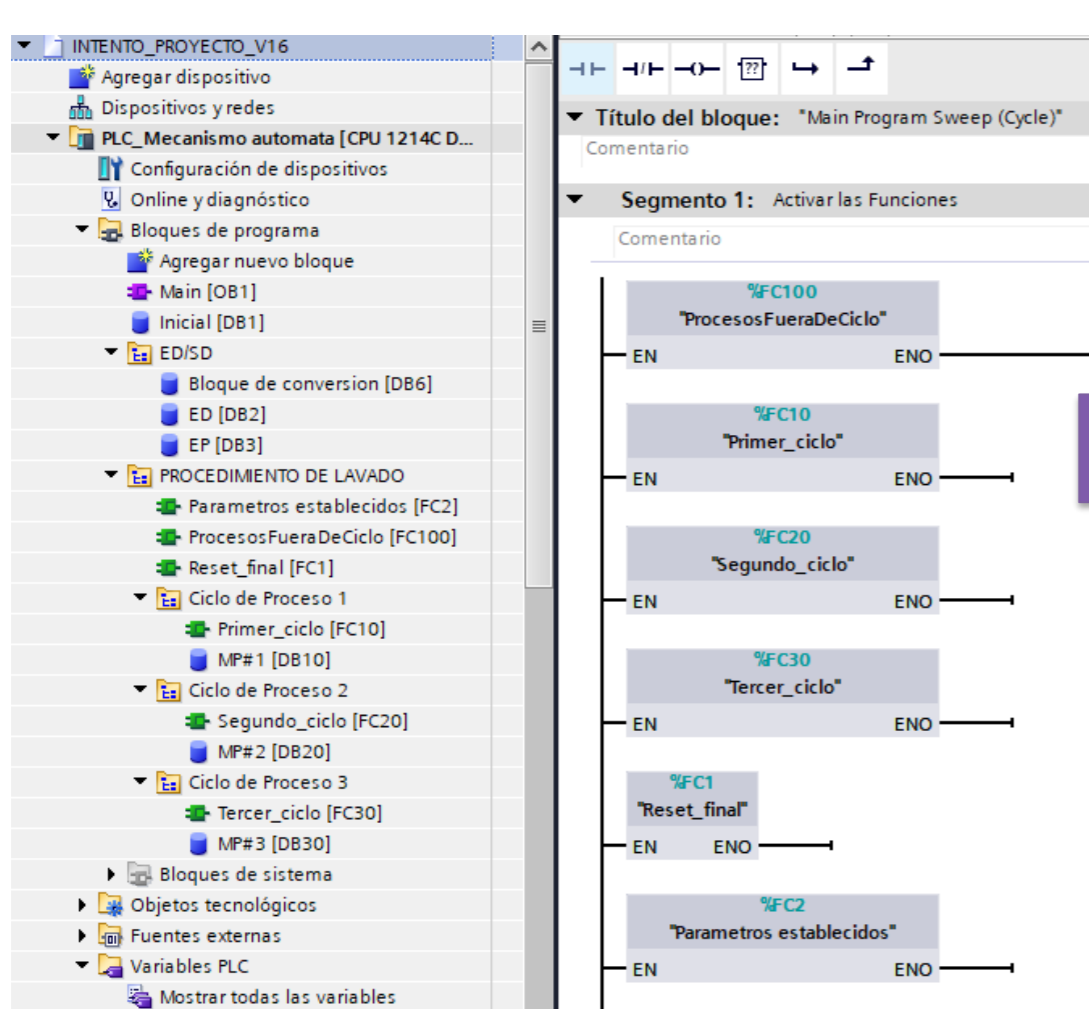 INTENTO_PROYECTO_V16
Agregar dispositivo
Dispositivos y redes
PLC_Mecanismo automata [CPU 1214C D...
Configuración de dispositivos
Online y diagnóstico
Bloques de programa
Agregar nuevo bloque
Main [OB1]
Inicial [DB1]
ED/SD
Bloque de conversion [DB6]
ED [DB2]
EP [DB3]
PROCEDIMIENTO DE LAVADO
Parametros establecidos [FC2]
ProcesosFueraDeCiclo [FC100]
Reset_final [FC1]
Ciclo de Proceso 1
Primer_ciclo [FC10]
MP#1 [DB10]
Ciclo de Proceso 2
Segundo_ciclo [FC20]
MP#2 [DB20]
Ciclo de Proceso 3
Tercer_ciclo [FC30]
MP#3 [DB30]
Bloques de sistema
Objetos tecnológicos
Fuentes externas
Variables PLC
Mostrar todas las variables
??
Título del bloque: "Main Program Sweep (Cycle)"
Comentario
Segmento 1: Activar las Funciones
Comentario
%FC100
"ProcesosFueraDeCiclo"
EN ENO
%FC10
"Primer_ciclo"
EN ENO
%FC20
"Segundo_ciclo"
EN ENO
%FC30
"Tercer_ciclo"
EN ENO
%FC1
"Reset_final"
EN ENO
%FC2
"Parametros establecidos"
EN ENO